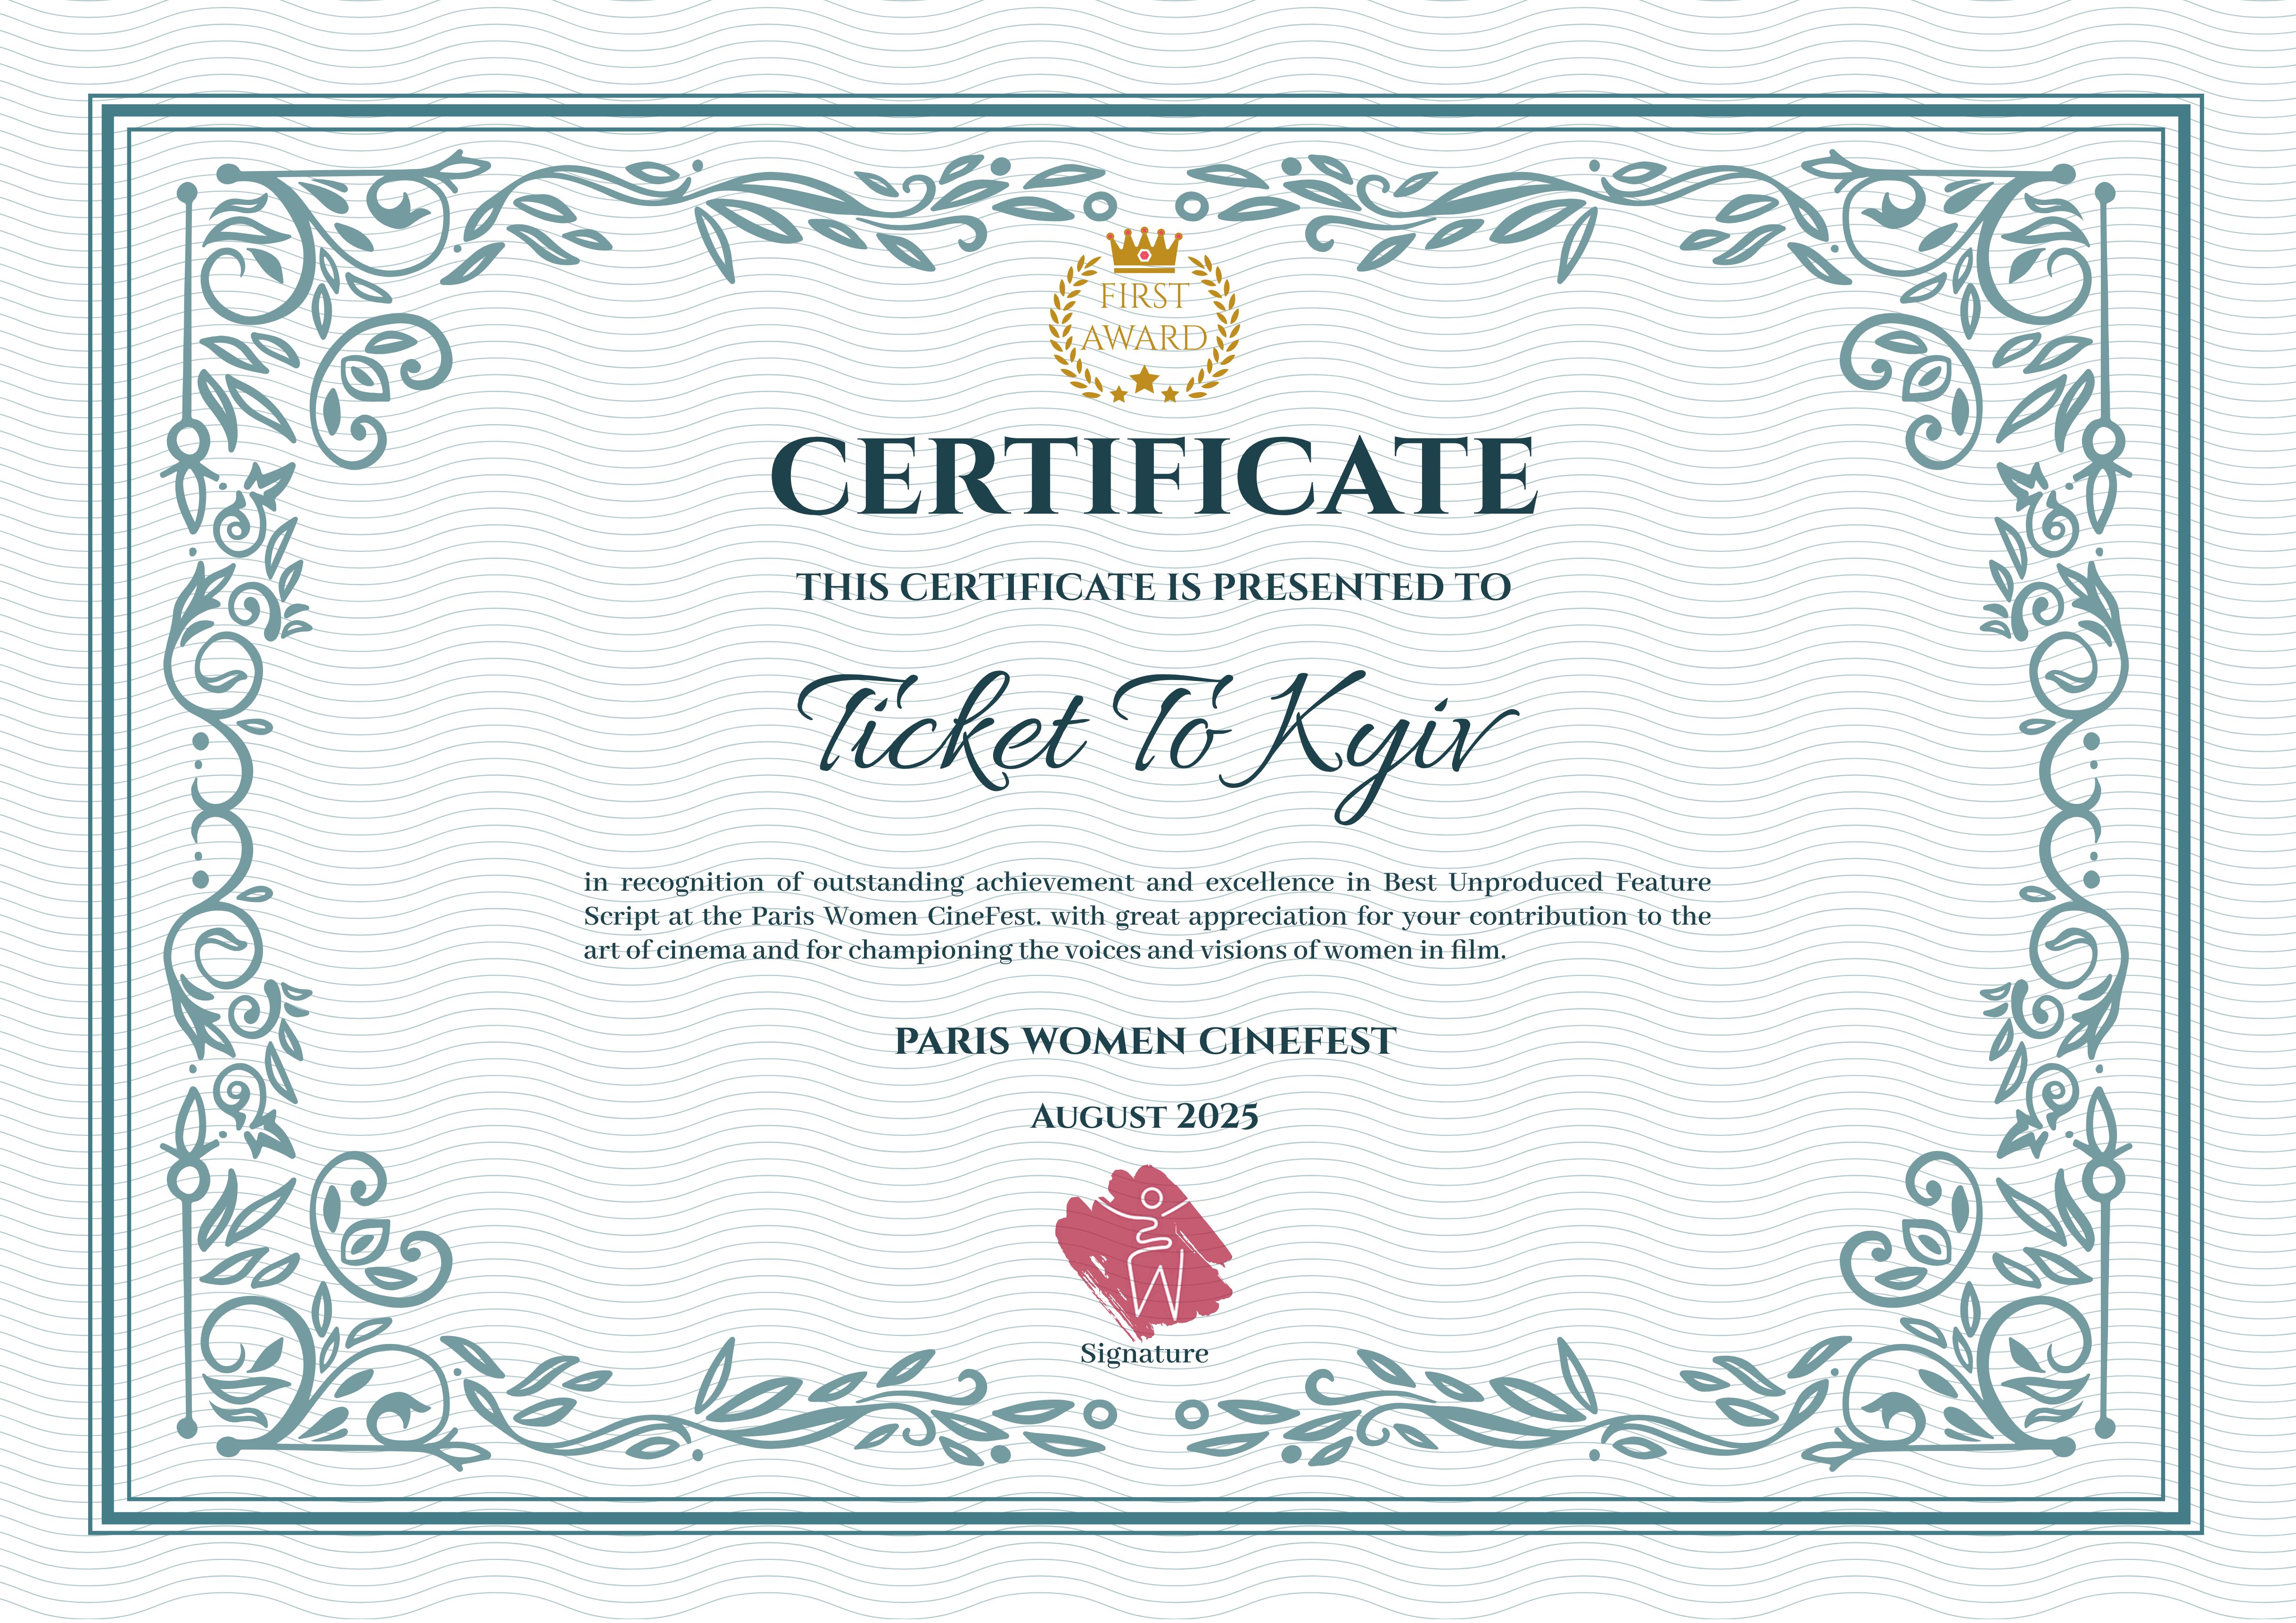 FIRST
AWARD
CERTIFICATE
THIS CERTIFICATE IS PRESENTED TO
Ticket To Kyiv
in recognition of outstanding achievement and excellence in Best Unproduced Feature
Script at the Paris Women CineFest. with great appreciation for your contribution to the
art of cinema and for championing the voices and visions of women in film.
PARIS WOMEN CINEFEST
AUGUST 2025
Signature